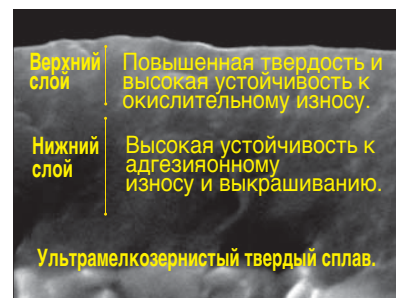 Верхний слой
Повышенная твердость и
высокая устойчивость к
окислительному износу.
Нижний слой
Высокая устойчивость к
адгезияонному
износу и выкрашиванию.
Ультрамелкозернистый твердый сплав.